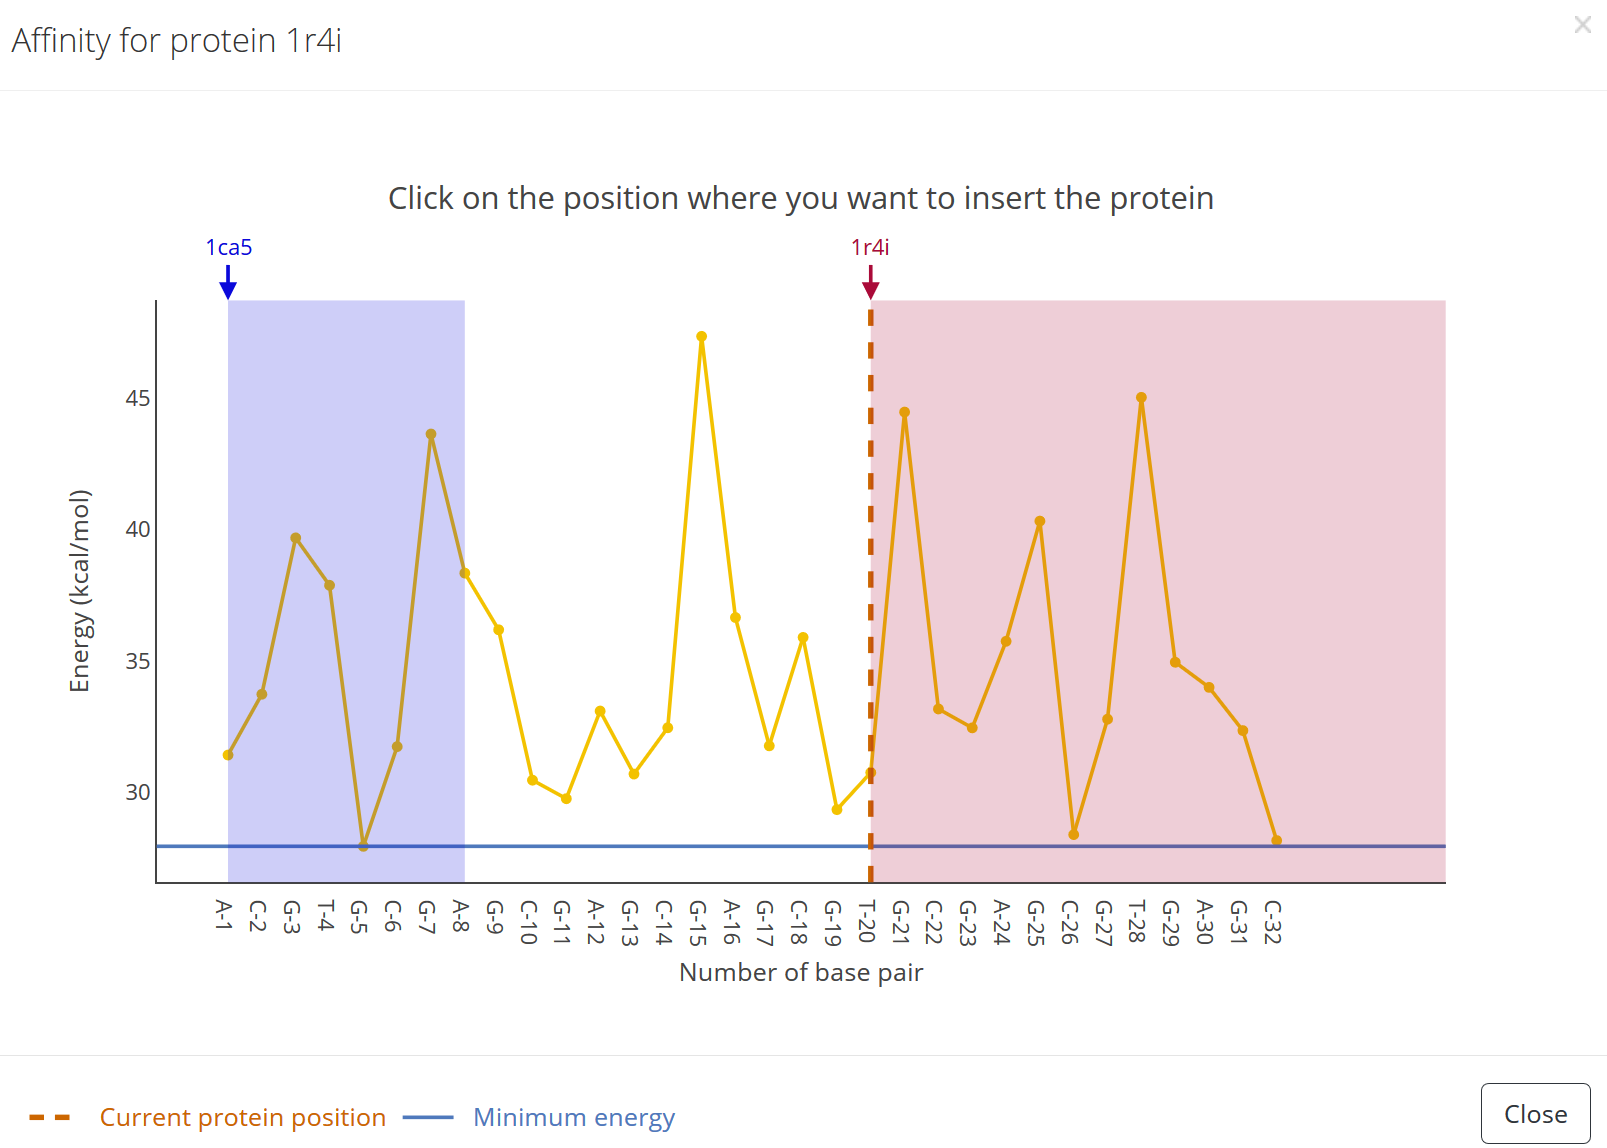 Affinity for protein 1r4i
×
Click on the position where you want to insert the protein
1ca5
1r4i
45
40
35
30
Energy (kcal/mol)
A-1
C-2
G-3
T-4
G-5
C-6
G-7
A-8
G-9
C-10
G-11
A-12
G-13
C-14
G-15
A-16
G-17
C-18
G-19
T-20
G-21
C-22
G-23
A-24
G-25
C-26
G-27
T-28
G-29
A-30
G-31
C-32
Number of base pair
Current protein position
Minimum energy
Close